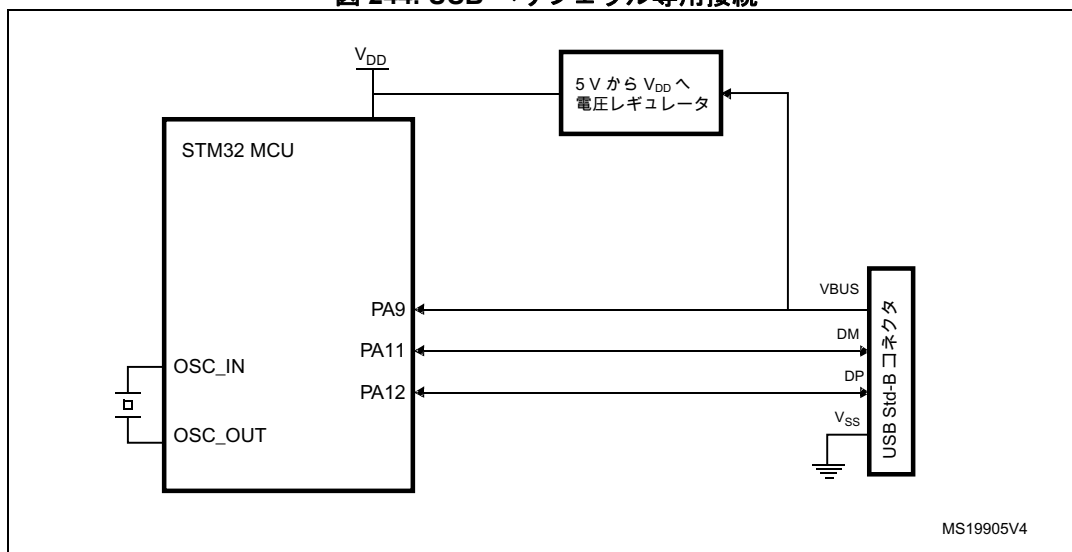 V_DD
5 V から V_DD へ
電圧レギュレータ
STM32 MCU
VBUS
PA9
DM
PA11
OSC_IN
DP
PA12
V_SS
OSC_OUT
USB Std-B コネクタ
MS19905V4